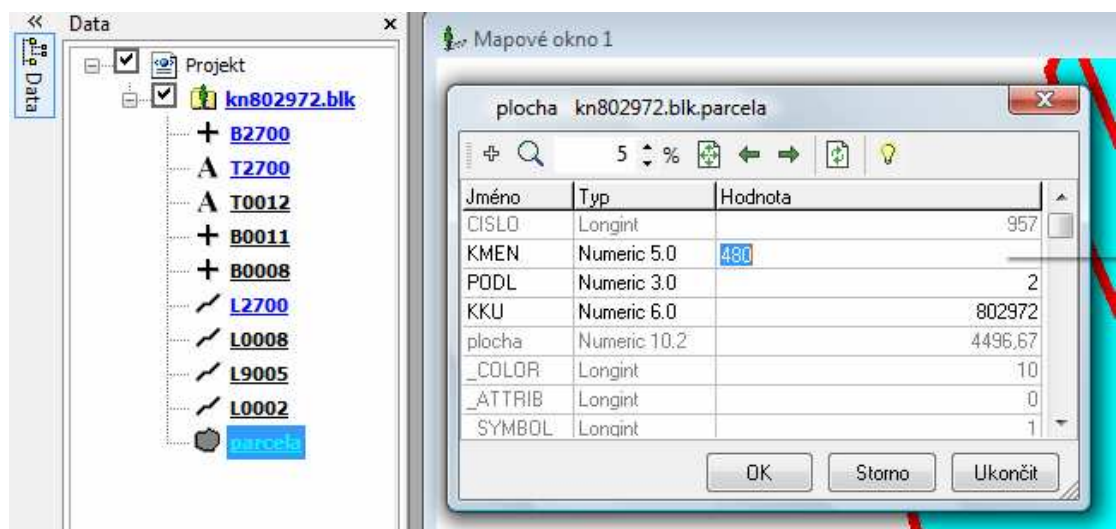 Data
Data
Projekt
kn802972.blk
B2700
T2700
T0012
B0011
B0008
L2700
L0008
L9005
L0002
parcela
Mapové okno 1
plocha kn802972.blk.parcela
5 %
Jméno Typ Hodnota
CISLO Longint 957
KMEN Numeric 5.0 480
PODL Numeric 3.0 2
KKU Numeric 6.0 802972
plocha Numeric 10.2 4496,67
_COLOR Longint 10
_ATTRIB Longint 0
_SYMBOL Longint 1
OK Storno Ukončit